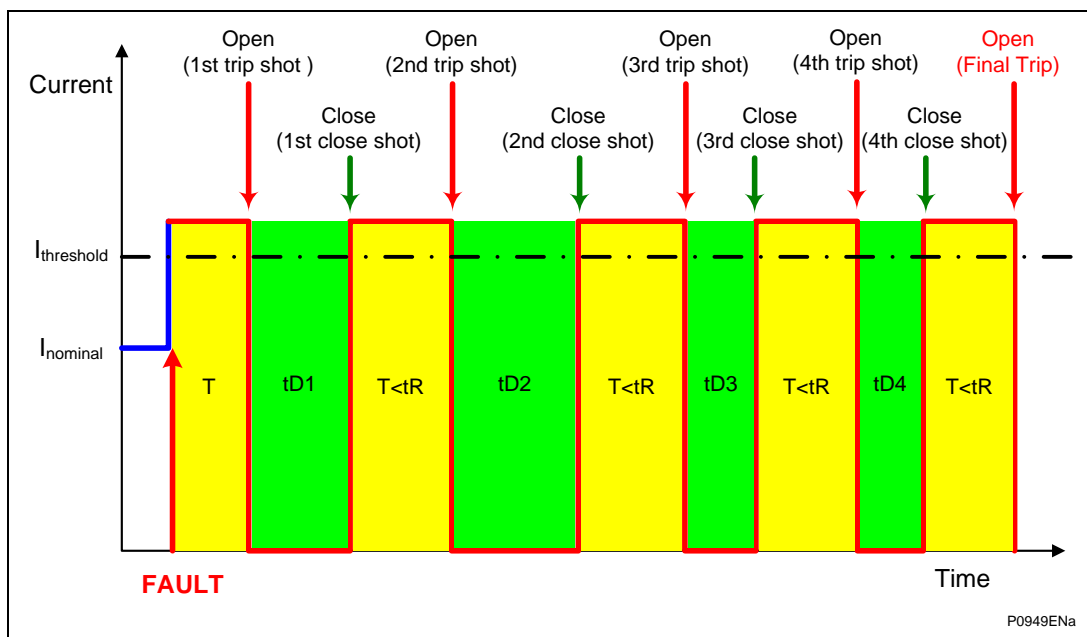 Open
(1st trip shot )
Open
(2nd trip shot)
Open
(3rd trip shot)
Open
(4th trip shot)
Open
(Final Trip)
Current
Close
(1st close shot)
Close
(2nd close shot)
Close
(3rd close shot)
Close
(4th close shot)
Ithreshold
Inominal
T
tD1
T<tR
tD2
T<tR
tD3
T<tR
tD4
T<tR
FAULT
Time
P0949ENa